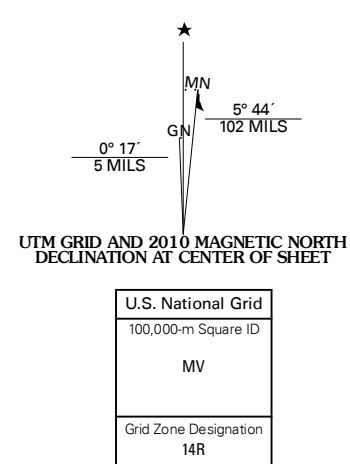 MN
5° 44´
102 MILS
GN
0° 17´
5 MILS
UTM GRID AND 2010 MAGNETIC NORTH
DECLINATION AT CENTER OF SHEET
U.S. National Grid
100,000-m Square ID
MV
Grid Zone Designation
14R